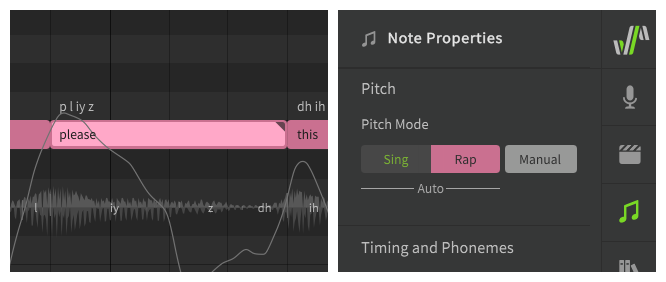 p l iy z
dh ih
please
this
l
iy
z
dh
ih
Note Properties
Pitch
Pitch Mode
Sing
Rap
Manual
Auto
Timing and Phonemes